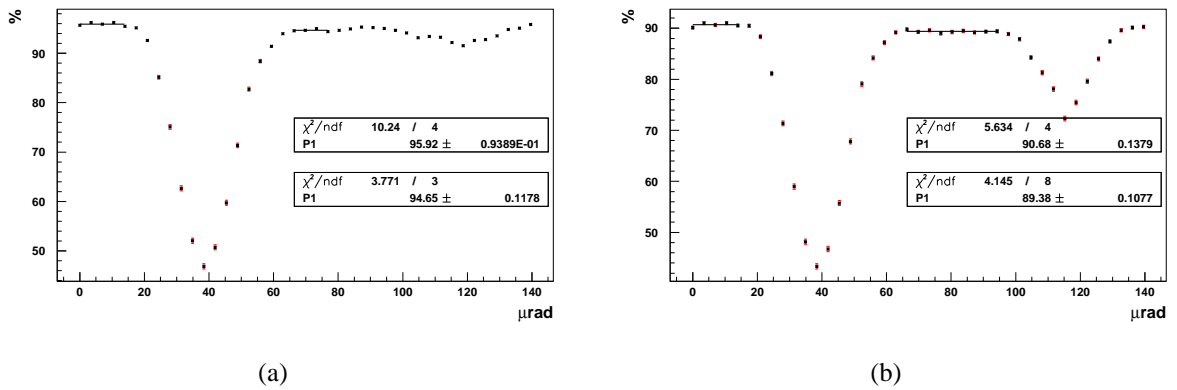 %
90
80
70
60
50
χ²/ndf 10.24 / 4
P1 95.92 ± 0.9389E-01
χ²/ndf 3.771 / 3
P1 94.65 ± 0.1178
0 20 40 60 80 100 120 140
μrad
(a)
%
90
80
70
60
50
χ²/ndf 5.634 / 4
P1 90.68 ± 0.1379
χ²/ndf 4.145 / 8
P1 89.38 ± 0.1077
0 20 40 60 80 100 120 140
μrad
(b)